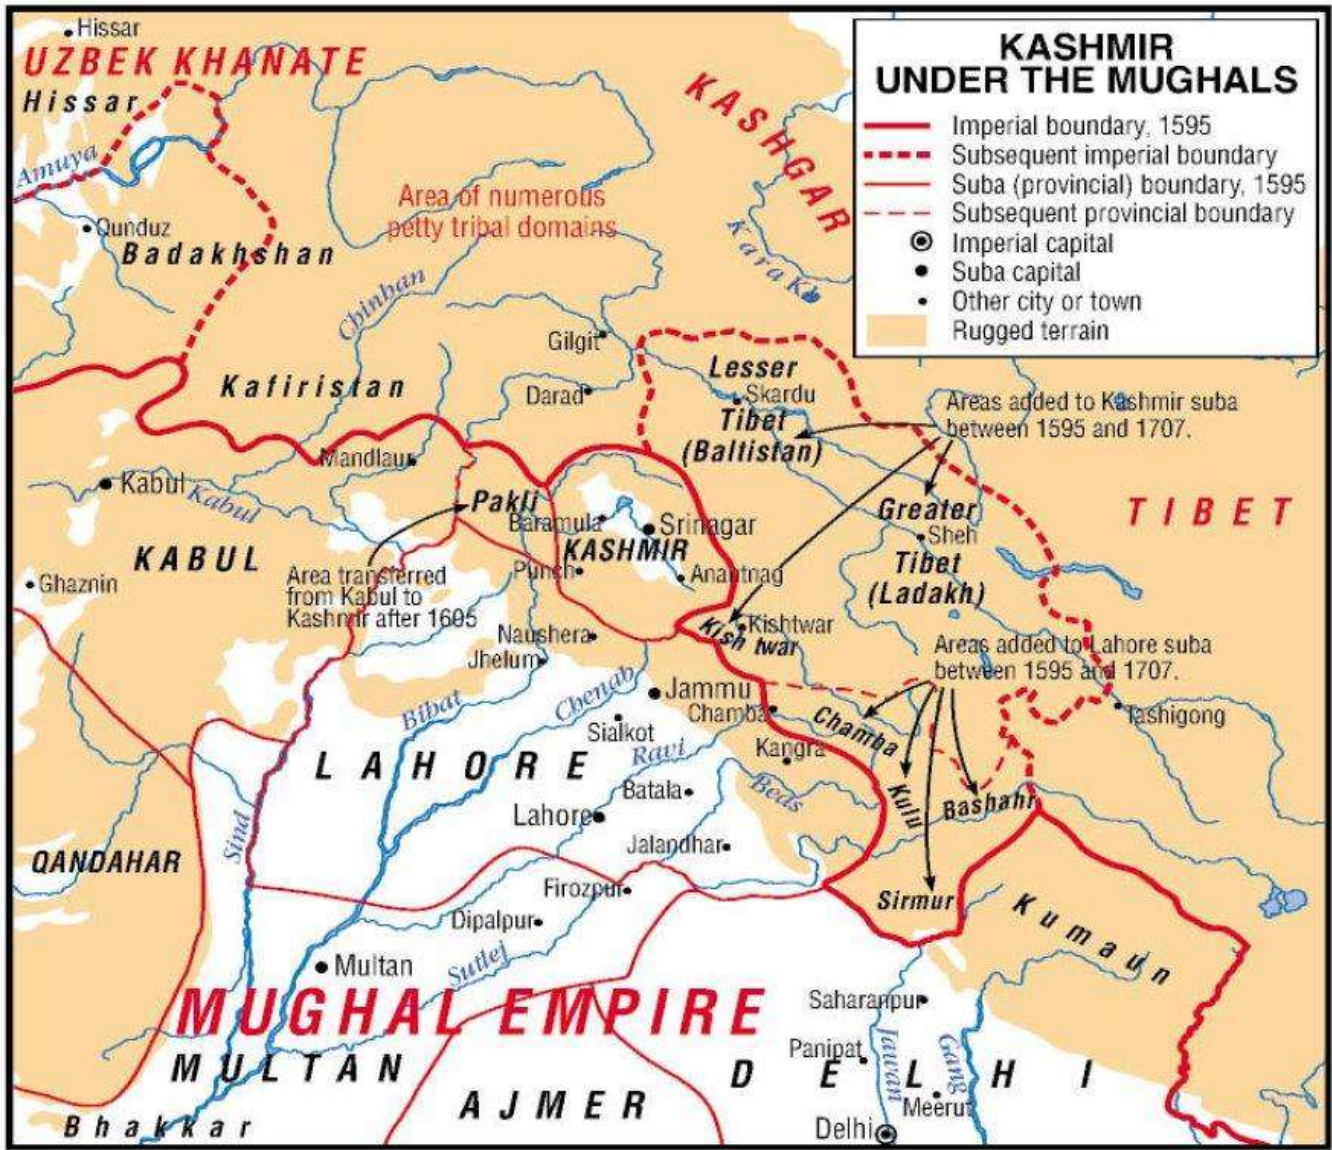 Hissar
UZBEK KHANATE
Hissar
Amuya
Qunduz
Badakhshan
KASHGAR
Area of numerous
petty tribal domains
Chinban
Kara Kh
KASHMIR
UNDER THE MUGHALS
Imperial boundary, 1595
Subsequent imperial boundary
Suba (provincial) boundary, 1595
Subsequent provincial boundary
Imperial capital
Suba capital
Other city or town
Rugged terrain
Gilgit
Kafiristan
Darad
Lesser
Skardu
Tibet
(Baltistan)
Areas added to Kashmir suba
between 1595 and 1707.
Mandlaur
Kabul
Kabul
Pakli
Baramula
Srinagar
KASHMIR
Punch
Anantnag
Greater
Sheh
Tibet
(Ladakh)
TIBET
KABUL
Ghaznin
Area transferred
from Kabul to
Kashmir after 1605
Naushera
Jhelum
Kishtwar
Kish twar
Areas added to Lahore suba
between 1595 and 1707.
Bibat
Chenab
Jammu
Chamba
Chamba
Tashigong
Sialkot
Ravi
Kangra
LAHORE
Batala
Beds
Kulu
Bashahr
Lahore
Jalandhar
Sind
QANDAHAR
Firozpur
Dipalpur
Sirmur
Kumaun
Multan
Sutlej
MUGHAL EMPIRE
Saharanpur
MULTAN
Panipat
Jawan
Gang
DELHI
AJMER
Meerut
Bhakkar
Delhi